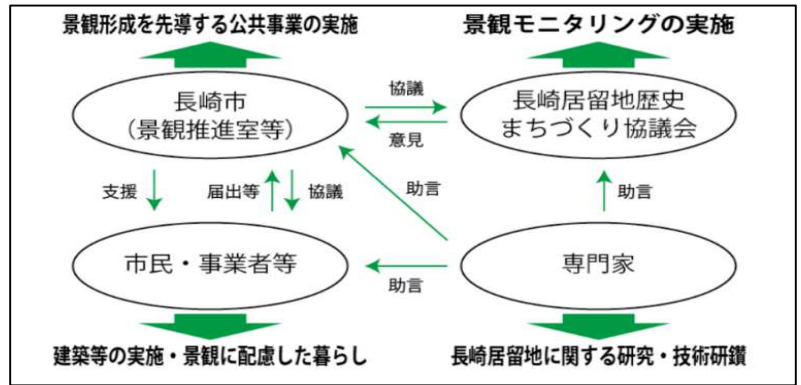 景観形成を先導する公共事業の実施
景観モニタリングの実施
長崎市
（景観推進室等）
協議
意見
長崎居留地歴史
まちづくり協議会
支援
届出等
協議
助言
助言
市民・事業者等
助言
専門家
建築等の実施・景観に配慮した暮らし
長崎居留地に関する研究・技術研鑽